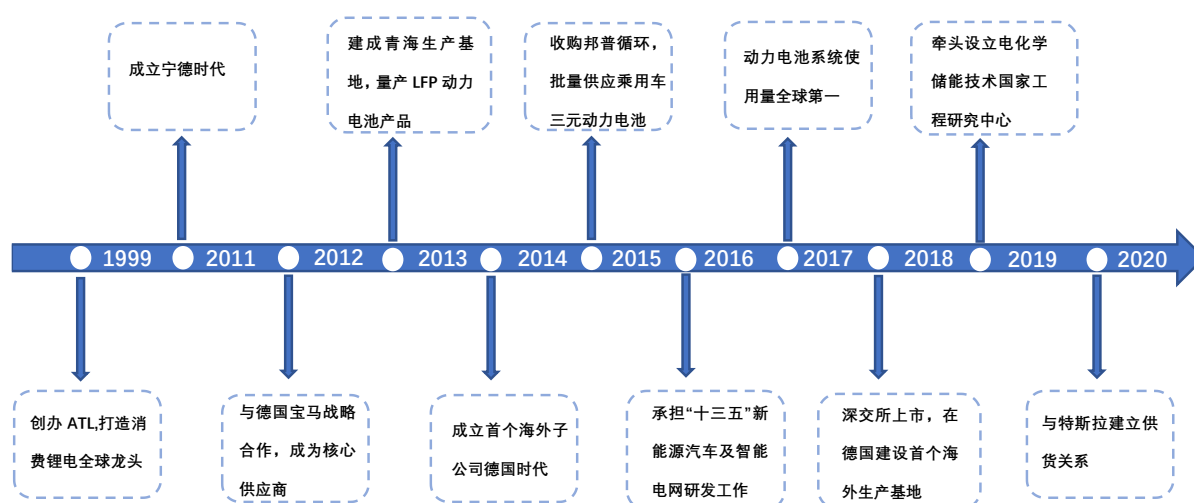 成立宁德时代
建成青海生产基
地，量产 LFP 动力
电池产品
收购邦普循环，
批量供应乘用车
三元动力电池
动力电池系统使
用量全球第一
牵头设立电化学
储能技术国家工
程研究中心
1999 2011 2012 2013 2014 2015 2016 2017 2018 2019 2020
创办 ATL,打造消
费锂电全球龙头
与德国宝马战略
合作，成为核心
供应商
成立首个海外子
公司德国时代
承担“十三五”新
能源汽车及智能
电网研发工作
深交所上市，在
德国建设首个海
外生产基地
与特斯拉建立供
货关系